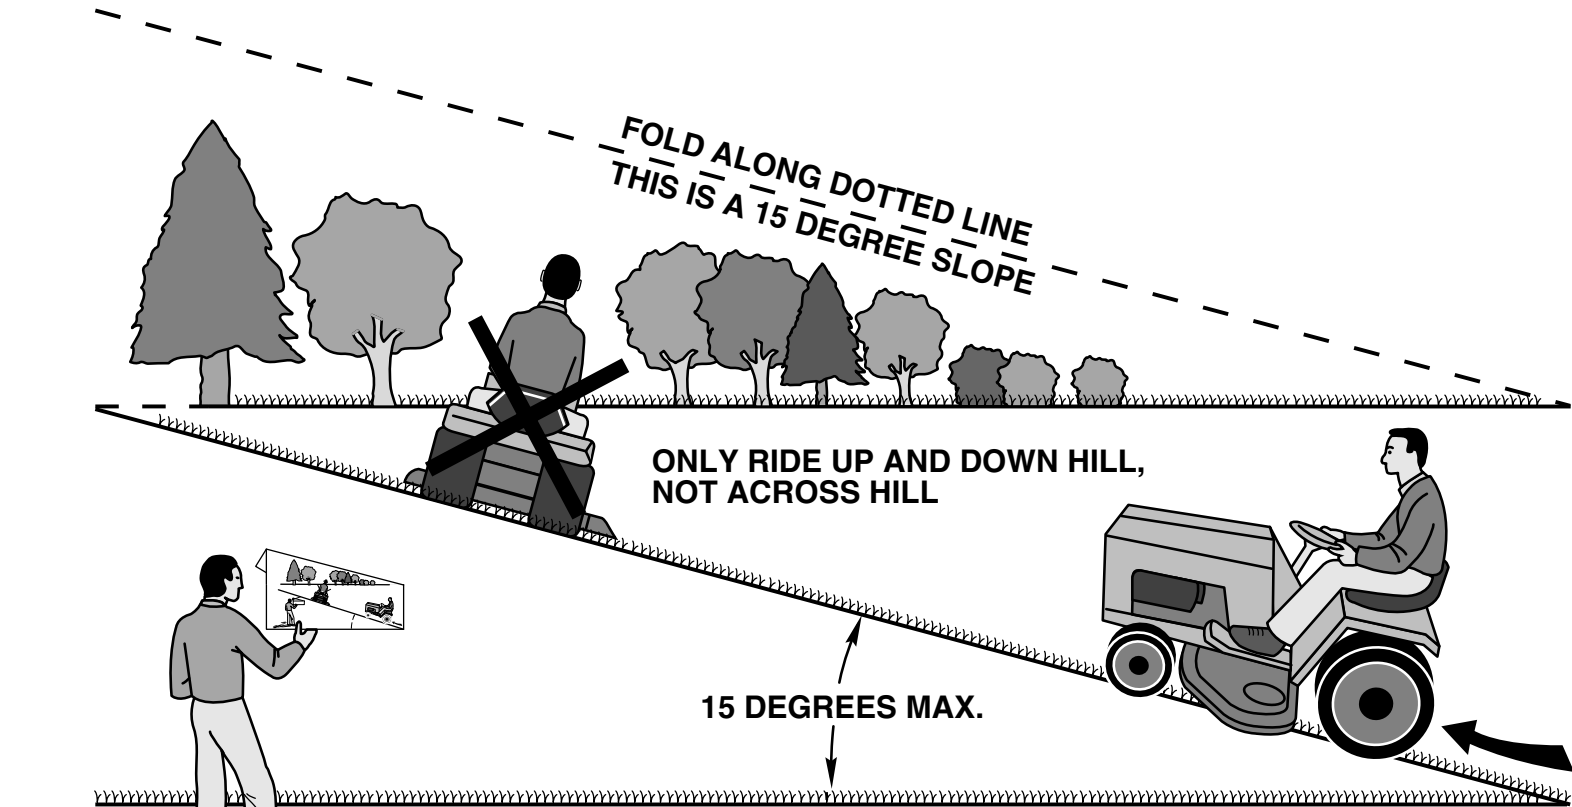 FOLD ALONG DOTTED LINE
THIS IS A 15 DEGREE SLOPE
ONLY RIDE UP AND DOWN HILL,
NOT ACROSS HILL
15 DEGREES MAX.